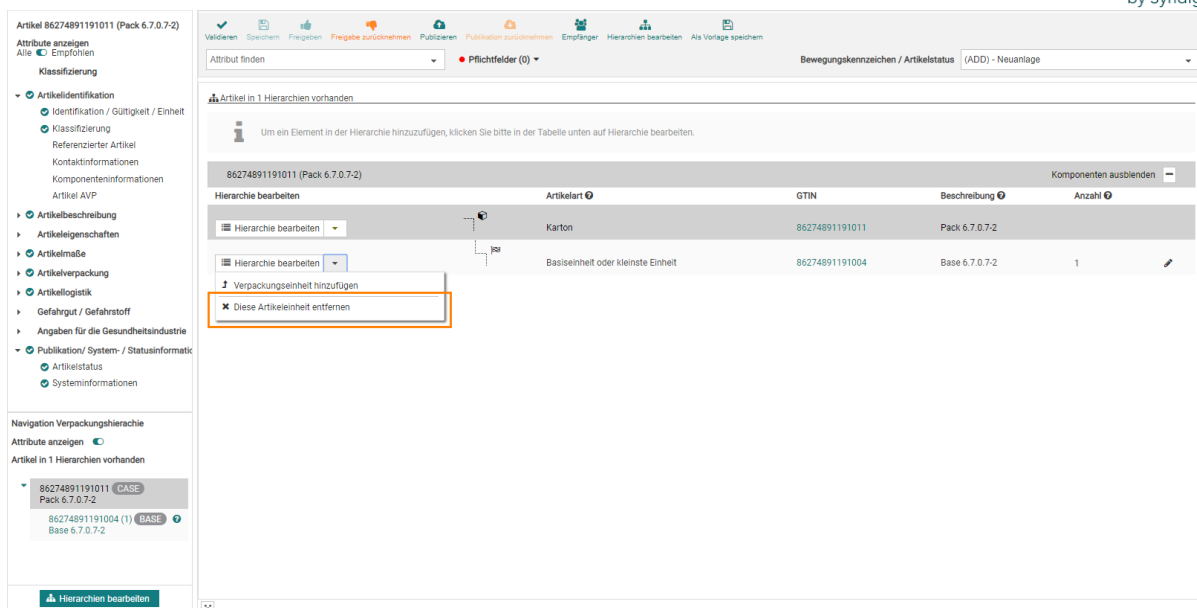 by syndig
Artikel 86274891191011 (Pack 6.7.0.7-2)
Attribute anzeigen
Alle Empfohlen
Klassifizierung
Artikelidentifikation
Identifikation / Gültigkeit / Einheit
Klassifizierung
Referenzierter Artikel
Kontaktinformationen
Komponenteninformationen
Artikel AVP
Artikelbeschreibung
Artikeleigenschaften
Artikelmaße
Artikelverpackung
Artikellogistik
Gefahrgut / Gefahrstoff
Angaben für die Gesundheitsindustrie
Publikation/ System- / Statusinformatic
Artikelstatus
Systeminformationen
Navigation Verpackungshierachie
Attribute anzeigen
Artikel in 1 Hierarchien vorhanden
86274891191011 CASE
Pack 6.7.0.7-2
86274891191004 (1) BASE
Base 6.7.0.7-2
Hierarchien bearbeiten
Validieren Speichern Freigeben Freigabe zurücknehmen Publizieren Publikation zurücknehmen Empfänger Hierarchien bearbeiten Als Vorlage speichern
Attribut finden Pflichtfelder (0) Bewegungskennzeichen / Artikelstatus (ADD) - Neuanlage
Artikel in 1 Hierarchien vorhanden
Um ein Element in der Hierarchie hinzuzufügen, klicken Sie bitte in der Tabelle unten auf Hierarchie bearbeiten.
86274891191011 (Pack 6.7.0.7-2) Komponenten ausblenden
Hierarchie bearbeiten Artikelart GTIN Beschreibung Anzahl
Hierarchie bearbeiten Karton 86274891191011 Pack 6.7.0.7-2
Hierarchie bearbeiten Basiseinheit oder kleinste Einheit 86274891191004 Base 6.7.0.7-2 1
Verpackungseinheit hinzufügen
Diese Artikeleinheit entfernen